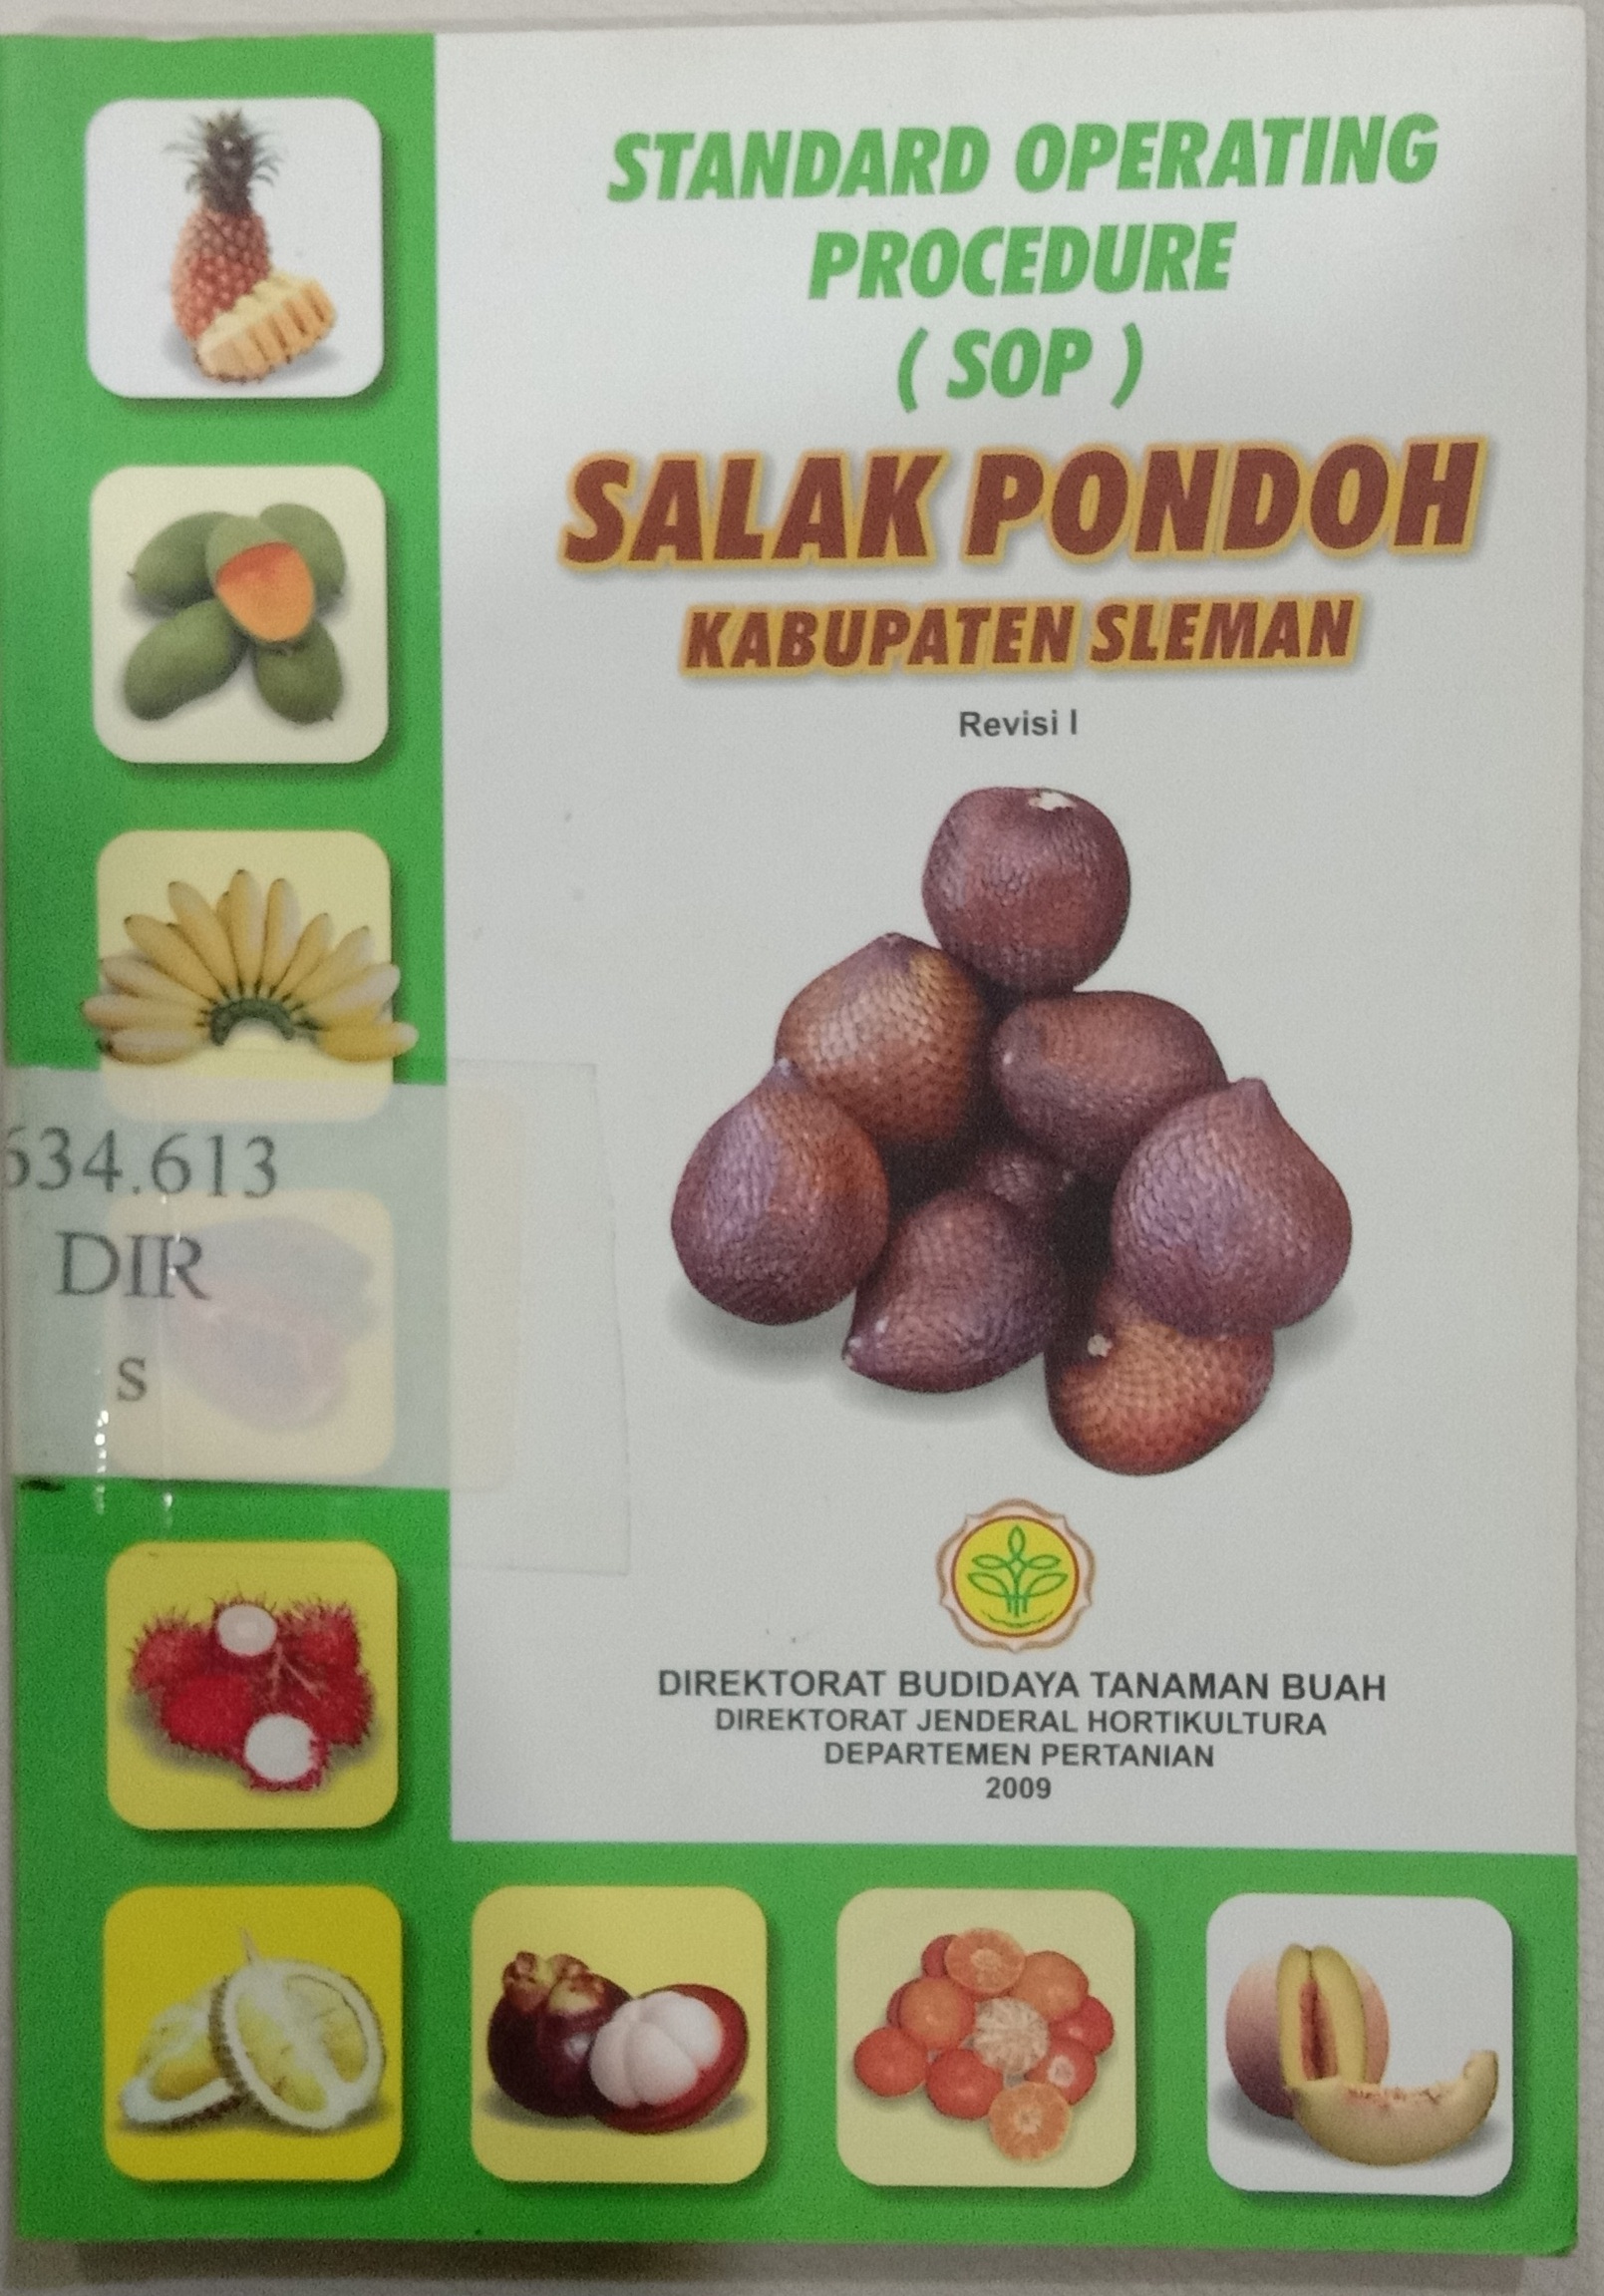 STANDARD OPERATING
PROCEDURE
( SOP )
SALAK PONDOH
KABUPATEN SLEMAN
Revisi I
634.613
DIR
s
DIREKTORAT BUDIDAYA TANAMAN BUAH
DIREKTORAT JENDERAL HORTIKULTURA
DEPARTEMEN PERTANIAN
2009